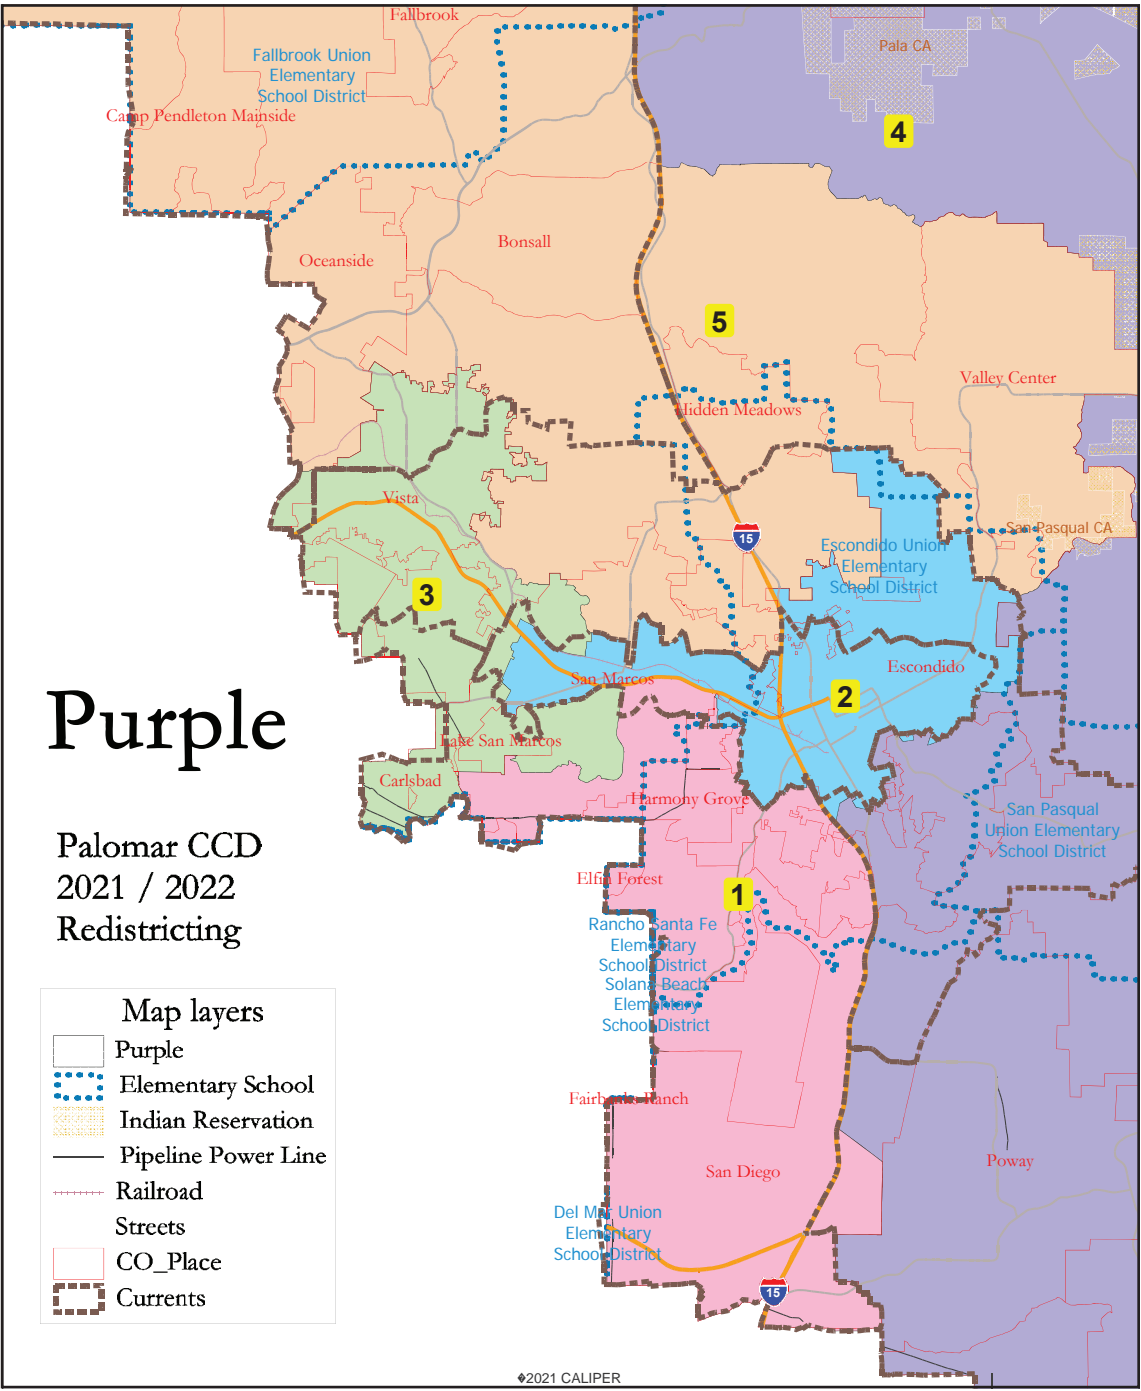 Fallbrook
Fallbrook Union
Elementary
School District
Pala CA
Camp Pendleton Mainside
4
Bonsall
Oceanside
5
Valley Center
Hidden Meadows
Vista
San Pasqual CA
15
Escondido Union
Elementary
School District
3
Escondido
San Marcos
2
Purple
Lake San Marcos
Carlsbad
Harmony Grove
San Pasqual
Union Elementary
School District
Palomar CCD
2021 / 2022
Redistricting
Elfin Forest
1
Rancho Santa Fe
Elementary
School District
Solana Beach
Elementary
School District
Map layers
Purple
Elementary School
Indian Reservation
Pipeline Power Line
Railroad
Streets
CO_Place
Currents
Fairbanks Ranch
San Diego
Poway
Del Mar Union
Elementary
School District
15
�2021 CALIPER